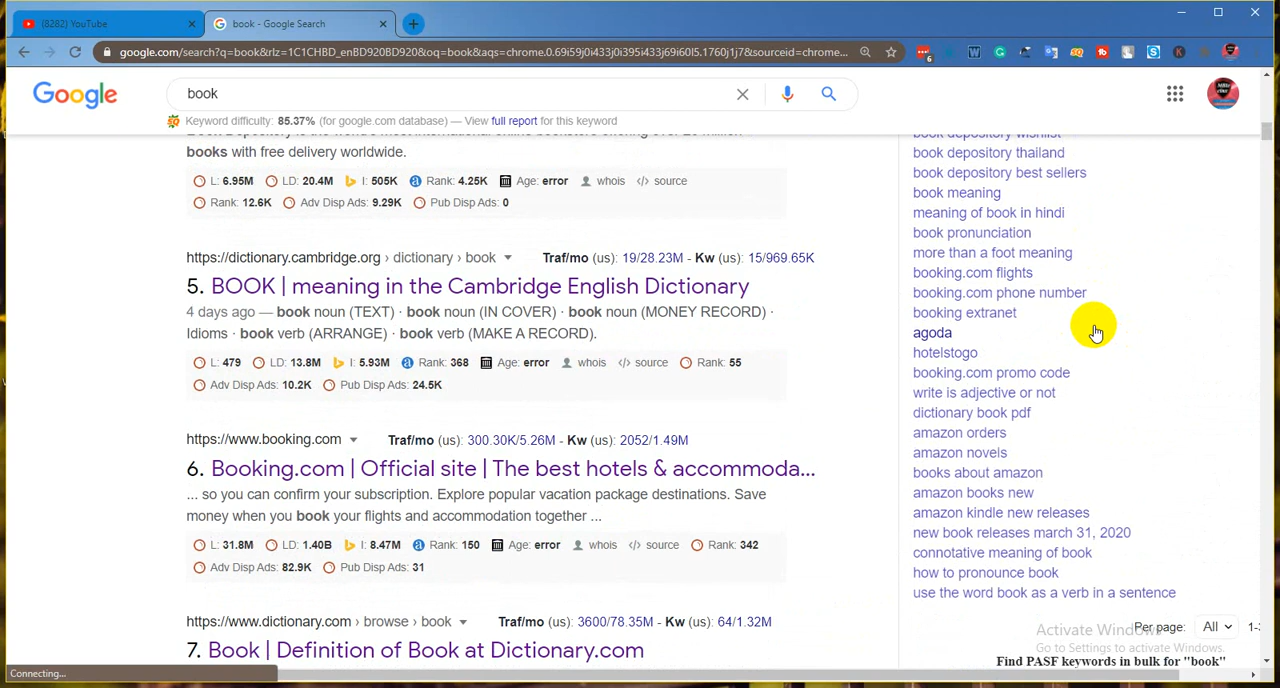 (8282) YouTube
book - Google Search
google.com/search?q=book&rlz=1C1CHBD_enBD920BD920&oq=book&aqs=chrome.0.69i59j0i433j0i395i433j69i60l5.1760j1j7&sourceid=chrome...
6
Google
book
Keyword difficulty: 85.37% (for google.com database) — View full report for this keyword
Book Depository is the world's most international online bookstore offering over 20 million
books with free delivery worldwide.
L: 6.95M LD: 20.4M I: 505K Rank: 4.25K Age: error whois source
Rank: 12.6K Adv Disp Ads: 9.29K Pub Disp Ads: 0
https://dictionary.cambridge.org › dictionary › book Traf/mo (us): 19/28.23M - Kw (us): 15/969.65K
5. BOOK | meaning in the Cambridge English Dictionary
4 days ago — book noun (TEXT) · book noun (IN COVER) · book noun (MONEY RECORD) ·
Idioms · book verb (ARRANGE) · book verb (MAKE A RECORD).
L: 479 LD: 13.8M I: 5.93M Rank: 368 Age: error whois source Rank: 55
Adv Disp Ads: 10.2K Pub Disp Ads: 24.5K
https://www.booking.com Traf/mo (us): 300.30K/5.26M - Kw (us): 2052/1.49M
6. Booking.com | Official site | The best hotels & accommoda...
... so you can confirm your subscription. Explore popular vacation package destinations. Save
money when you book your flights and accommodation together ...
L: 31.8M LD: 1.40B I: 8.47M Rank: 150 Age: error whois source Rank: 342
Adv Disp Ads: 82.9K Pub Disp Ads: 31
https://www.dictionary.com › browse › book Traf/mo (us): 3600/78.35M - Kw (us): 64/1.32M
7. Book | Definition of Book at Dictionary.com
book depository wishlist
book depository thailand
book depository best sellers
book meaning
meaning of book in hindi
book pronunciation
more than a foot meaning
booking.com flights
booking.com phone number
booking extranet
agoda
hotelstogo
booking.com promo code
write is adjective or not
dictionary book pdf
amazon orders
amazon novels
books about amazon
amazon books new
amazon kindle new releases
new book releases march 31, 2020
connotative meaning of book
how to pronounce book
use the word book as a verb in a sentence
Per page: All
Activate Windows
Go to Settings to activate Windows.
Find PASF keywords in bulk for "book"
Connecting...